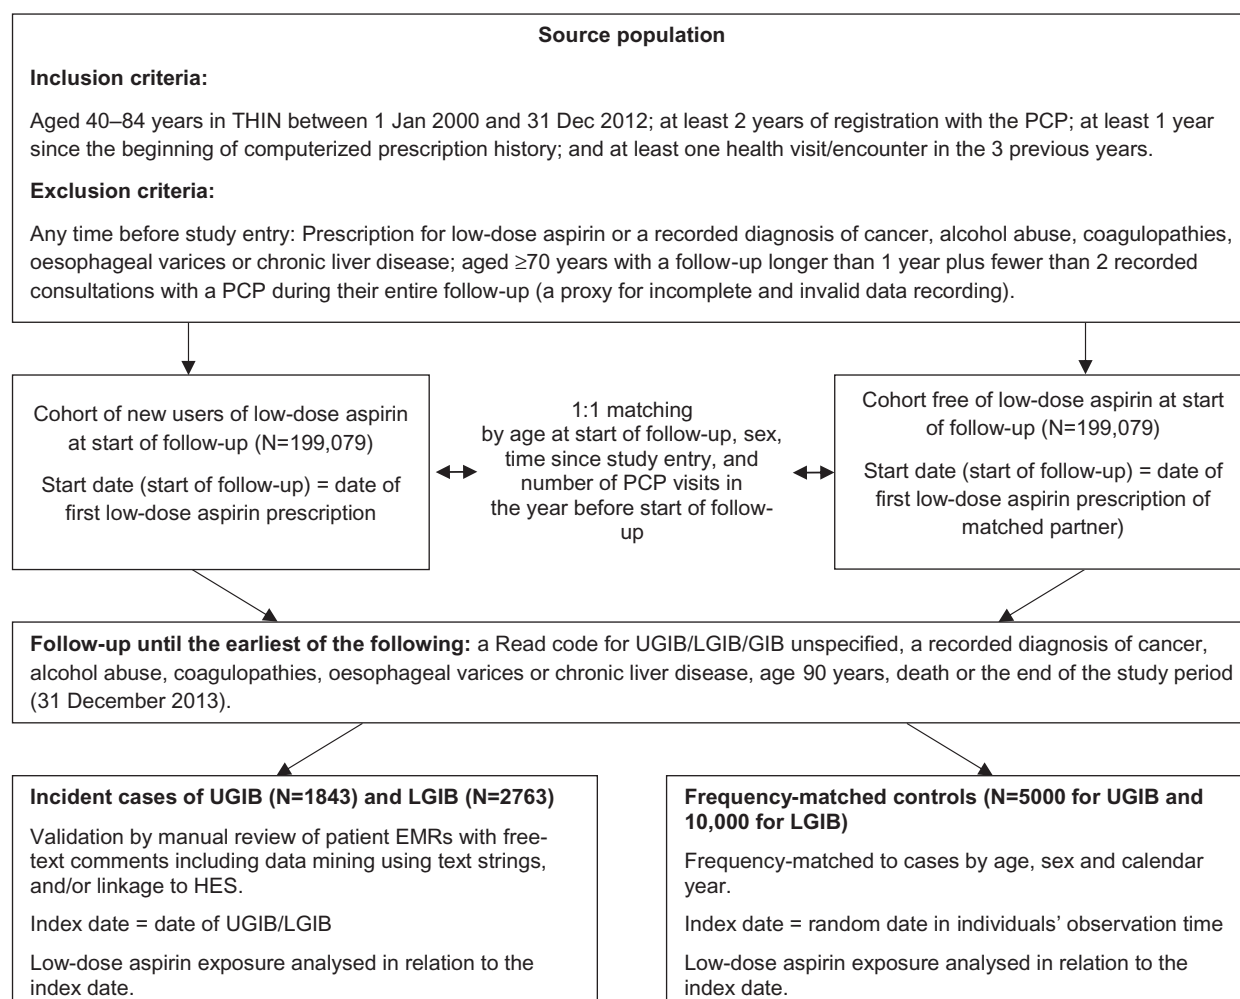 Source population
Inclusion criteria:
Aged 40–84 years in THIN between 1 Jan 2000 and 31 Dec 2012; at least 2 years of registration with the PCP; at least 1 year
since the beginning of computerized prescription history; and at least one health visit/encounter in the 3 previous years.
Exclusion criteria:
Any time before study entry: Prescription for low-dose aspirin or a recorded diagnosis of cancer, alcohol abuse, coagulopathies,
oesophageal varices or chronic liver disease; aged ≥70 years with a follow-up longer than 1 year plus fewer than 2 recorded
consultations with a PCP during their entire follow-up (a proxy for incomplete and invalid data recording).
Cohort of new users of low-dose aspirin
at start of follow-up (N=199,079)
Start date (start of follow-up) = date of
first low-dose aspirin prescription
1:1 matching
by age at start of follow-up, sex,
time since study entry, and
number of PCP visits in
the year before start of follow-
up
Cohort free of low-dose aspirin at start
of follow-up (N=199,079)
Start date (start of follow-up) = date of
first low-dose aspirin prescription of
matched partner)
Follow-up until the earliest of the following: a Read code for UGIB/LGIB/GIB unspecified, a recorded diagnosis of cancer,
alcohol abuse, coagulopathies, oesophageal varices or chronic liver disease, age 90 years, death or the end of the study period
(31 December 2013).
Incident cases of UGIB (N=1843) and LGIB (N=2763)
Validation by manual review of patient EMRs with free-
text comments including data mining using text strings,
and/or linkage to HES.
Index date = date of UGIB/LGIB
Low-dose aspirin exposure analysed in relation to the
index date.
Frequency-matched controls (N=5000 for UGIB and
10,000 for LGIB)
Frequency-matched to cases by age, sex and calendar
year.
Index date = random date in individuals' observation time
Low-dose aspirin exposure analysed in relation to the
index date.